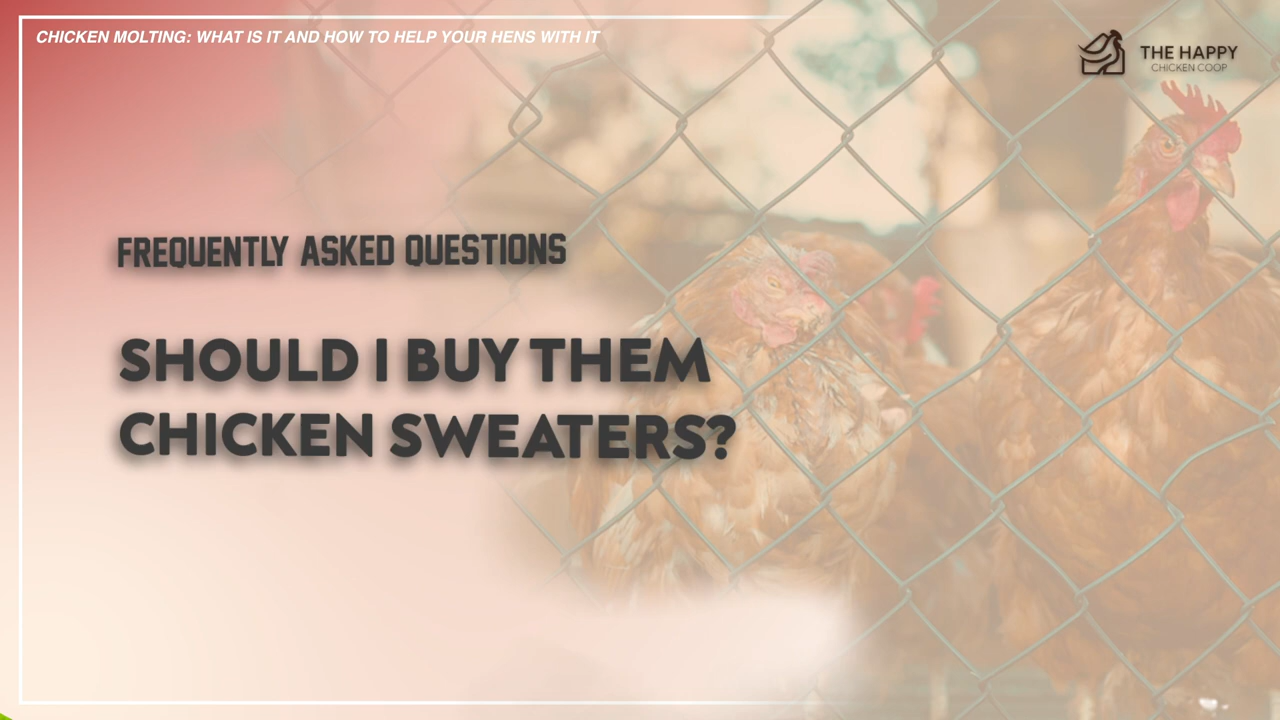 CHICKEN MOLTING: WHAT IS IT AND HOW TO HELP YOUR HENS WITH IT
THE HAPPY
CHICKEN COOP
FREQUENTLY ASKED QUESTIONS
SHOULD I BUY THEM
CHICKEN SWEATERS?